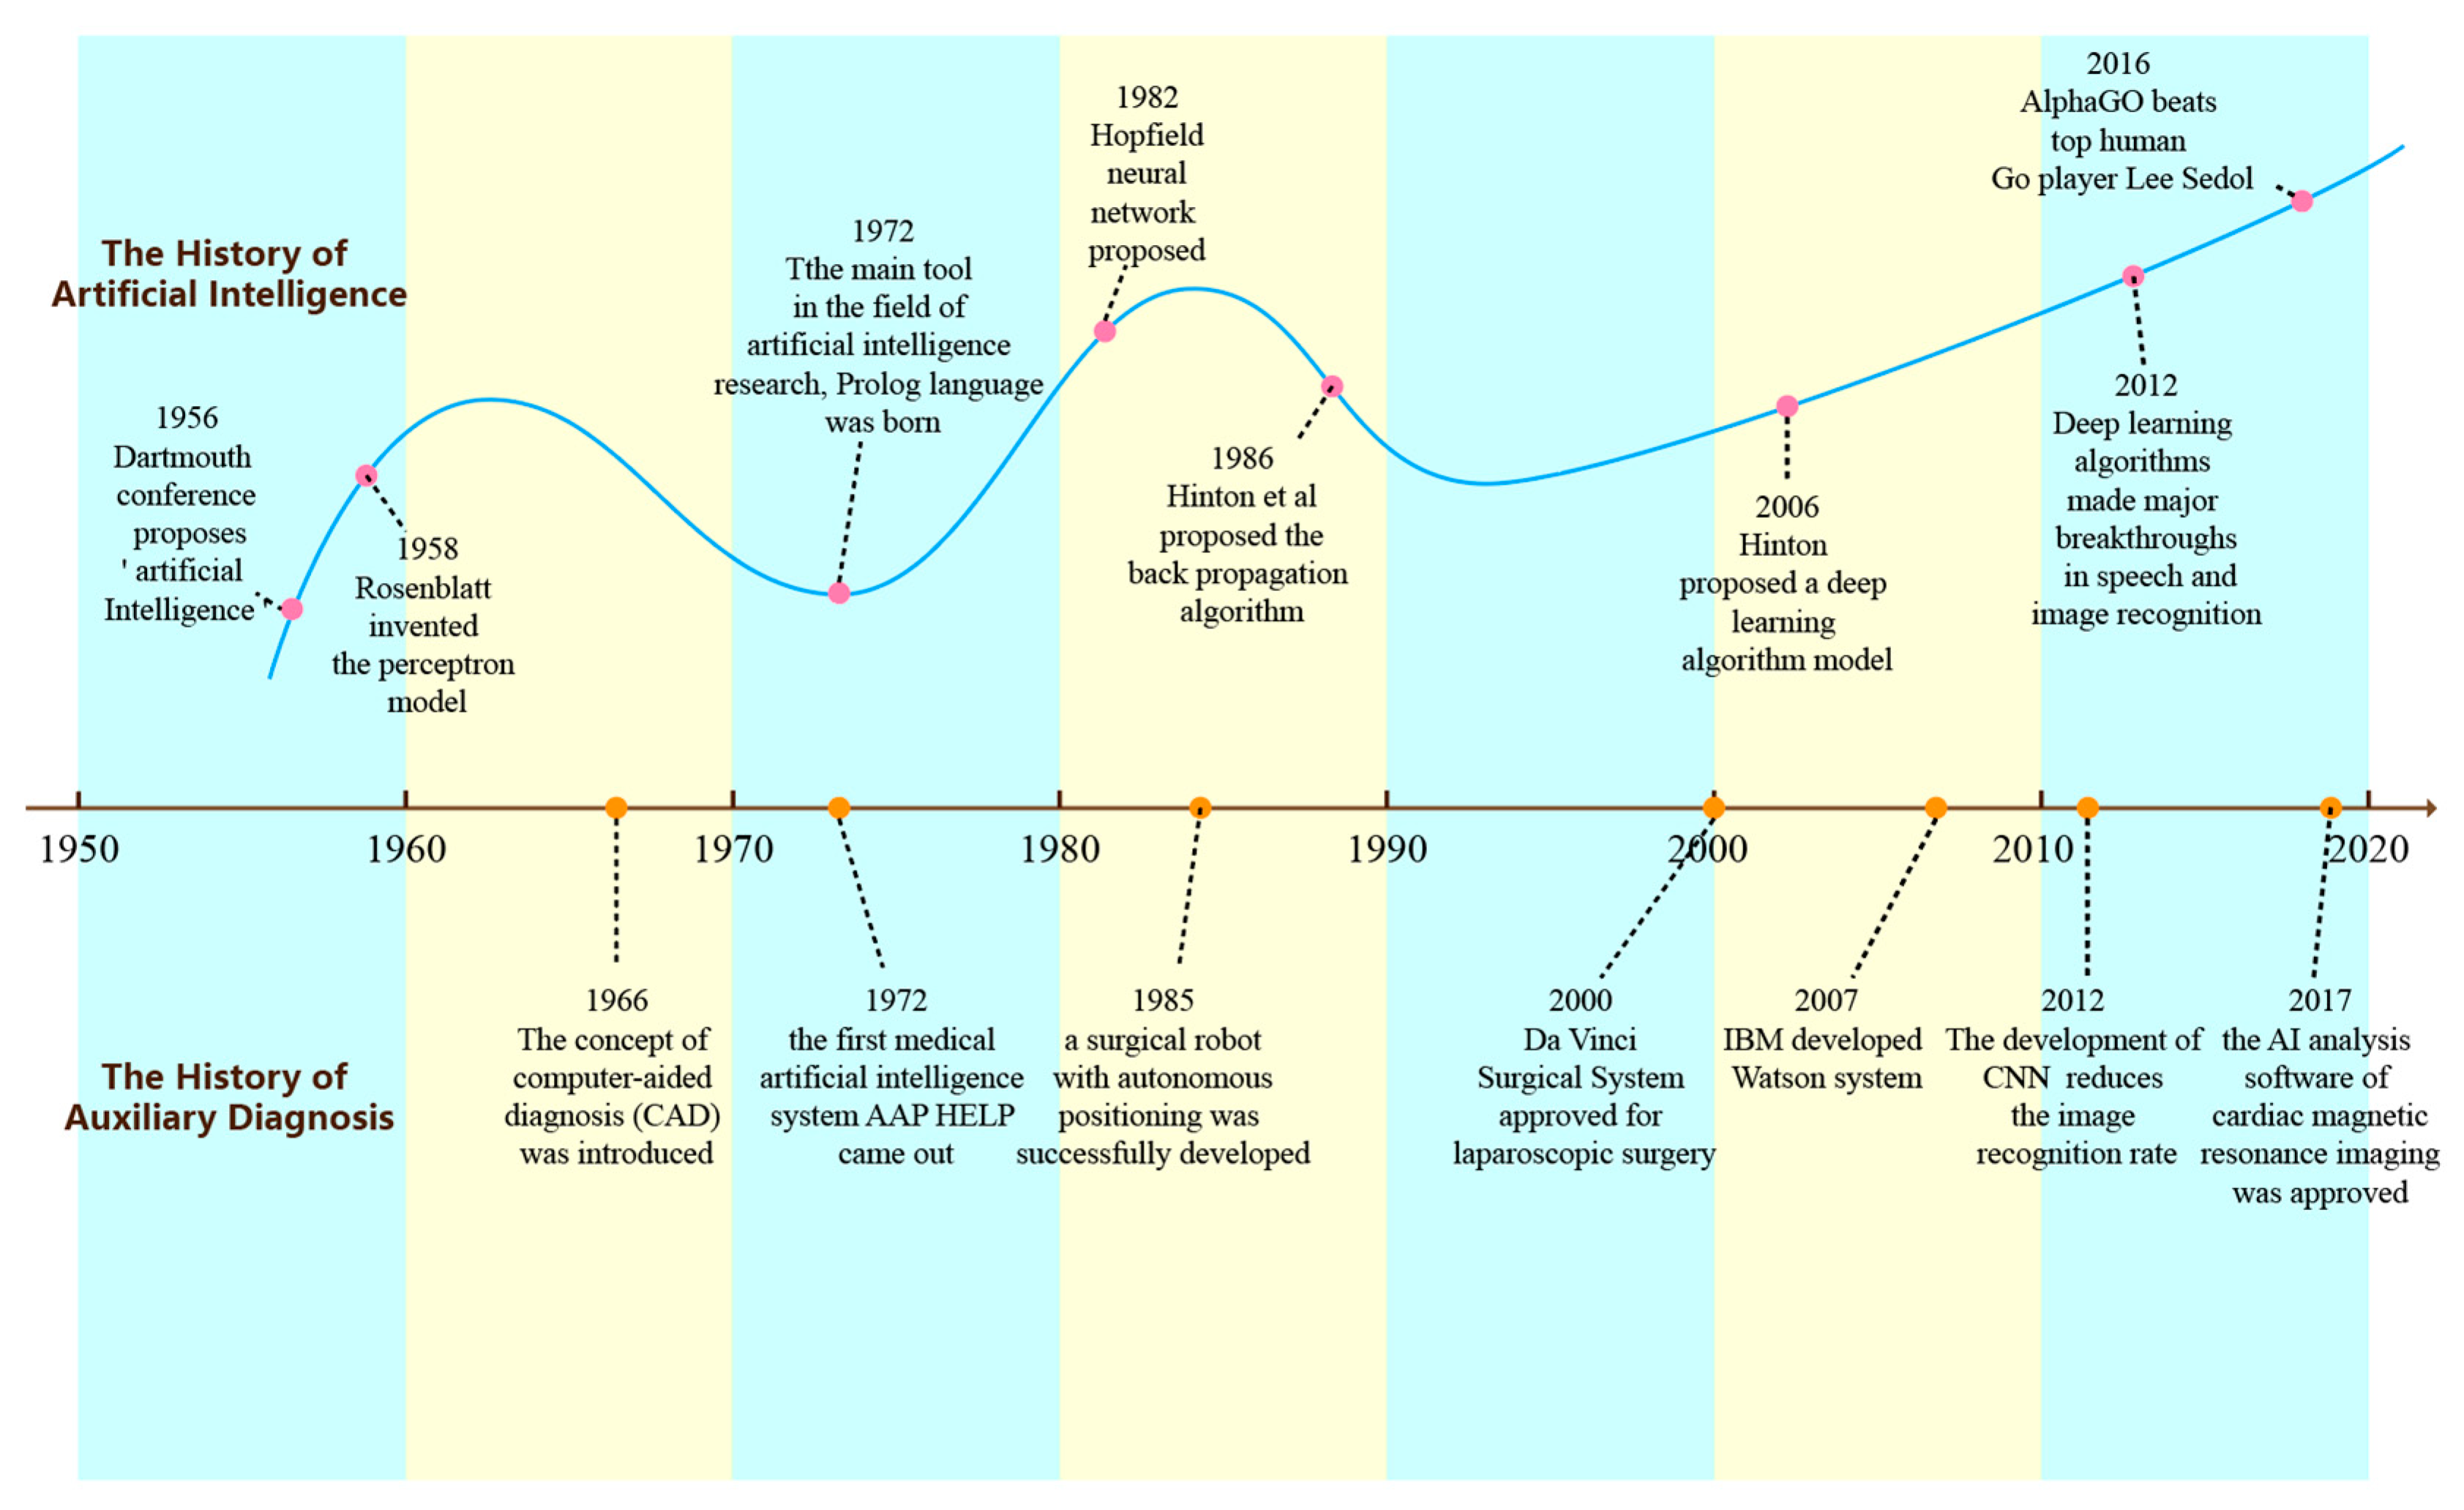 The History of
Artificial Intelligence
1956
Dartmouth
conference
proposes
' artificial
Intelligence '
1958
Rosenblatt
invented
the perceptron
model
1972
Tthe main tool
in the field of
artificial intelligence
research, Prolog language
was born
1982
Hopfield
neural
network
proposed
1986
Hinton et al
proposed the
back propagation
algorithm
2006
Hinton
proposed a deep
learning
algorithm model
2012
Deep learning
algorithms
made major
breakthroughs
in speech and
image recognition
2016
AlphaGO beats
top human
Go player Lee Sedol
1950 1960 1970 1980 1990 2000 2010 2020
The History of
Auxiliary Diagnosis
1966
The concept of
computer-aided
diagnosis (CAD)
was introduced
1972
the first medical
artificial intelligence
system AAP HELP
came out
1985
a surgical robot
with autonomous
positioning was
successfully developed
2000
Da Vinci
Surgical System
approved for
laparoscopic surgery
2007
IBM developed
Watson system
2012
The development of
CNN reduces
the image
recognition rate
2017
the AI analysis
software of
cardiac magnetic
resonance imaging
was approved